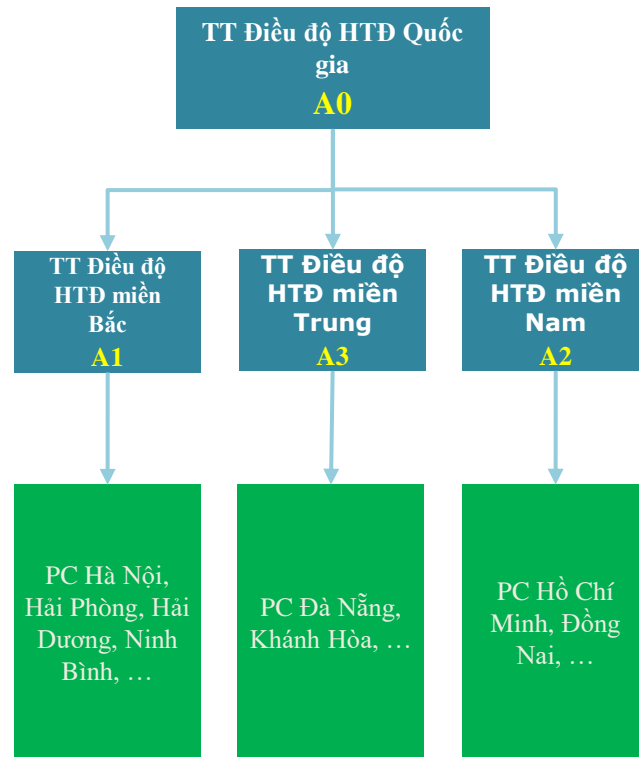 TT Điều độ HTĐ Quốc
gia
A0
TT Điều độ
HTĐ miền
Bắc
A1
TT Điều độ
HTĐ miền
Trung
A3
TT Điều độ
HTĐ miền
Nam
A2
PC Hà Nội,
Hải Phòng, Hải
Dương, Ninh
Bình, …
PC Đà Nẵng,
Khánh Hòa, …
PC Hồ Chí
Minh, Đồng
Nai, …